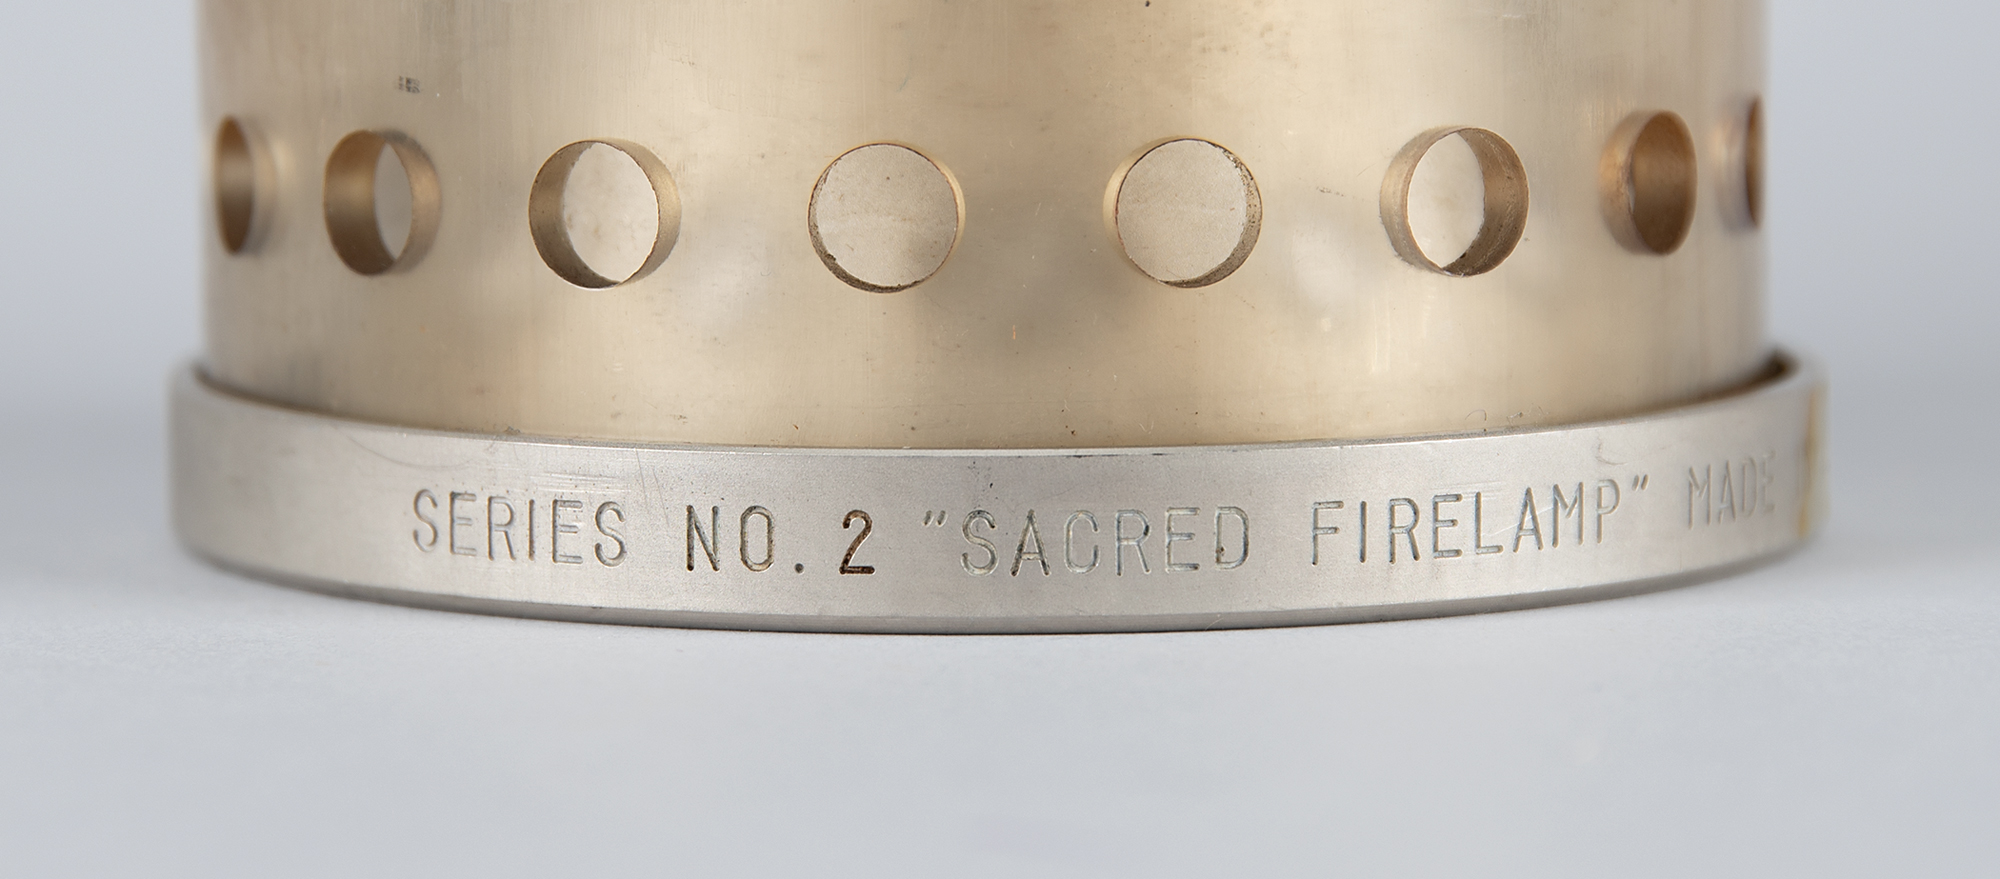 SERIES NO. 2 "SACRED FIRELAMP" MADE